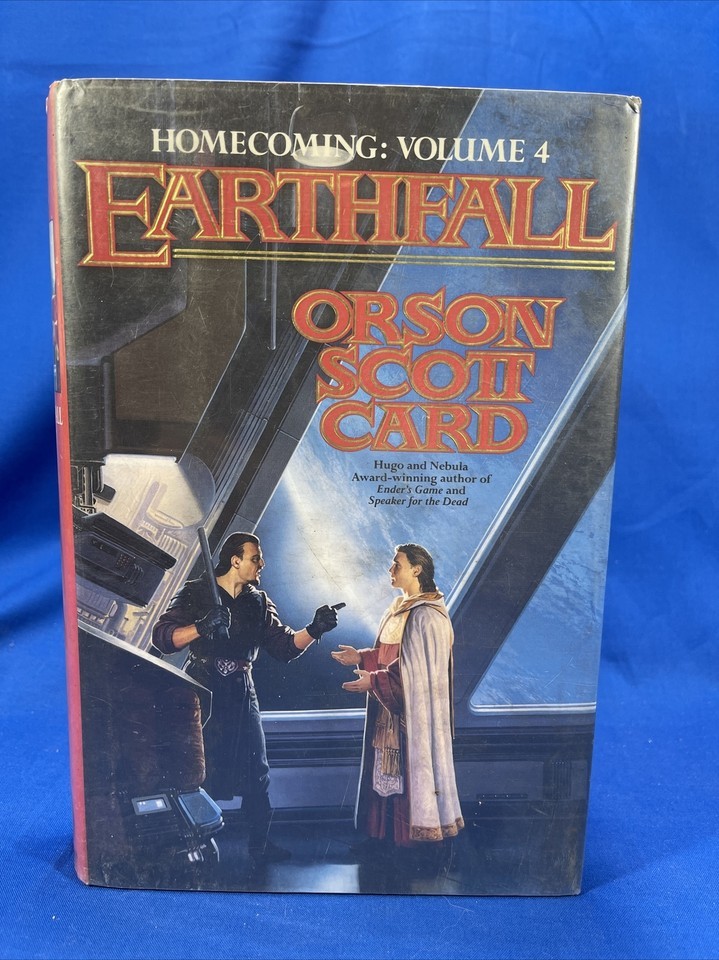 HOMECOMING: VOLUME 4
EARTHFALL
ORSON
SCOTT
CARD
Hugo and Nebula
Award-winning author of
Ender's Game and
Speaker for the Dead